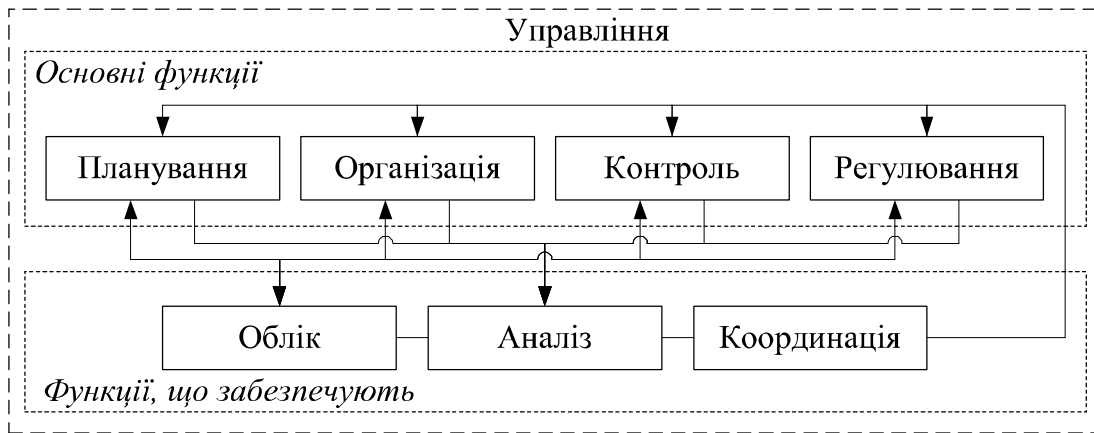 Управління
Основні функції
Планування
Організація
Контроль
Регулювання
Облік
Аналіз
Координація
Функції, що забезпечують